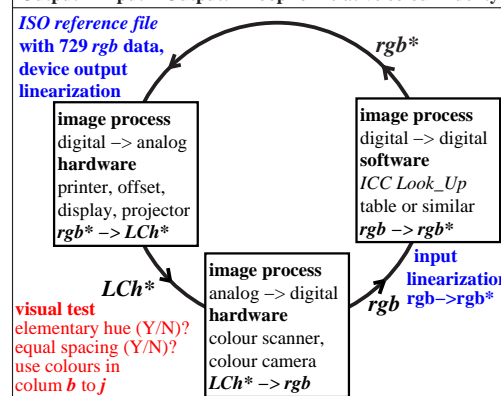 ISO reference file
with 729 rgb data,
device output
linearization
rgb*
image process
digital –> analog
hardware
printer, offset,
display, projector
rgb* –> LCh*
image process
digital –> digital
software
ICC Look_Up
table or similar
rgb –> rgb*
LCh*
image process
analog –> digital
hardware
colour scanner,
colour camera
LCh* –> rgb
rgb
input
linearization
rgb–>rgb*
visual test
elementary hue (Y/N)?
equal spacing (Y/N)?
use colours in
colum b to j